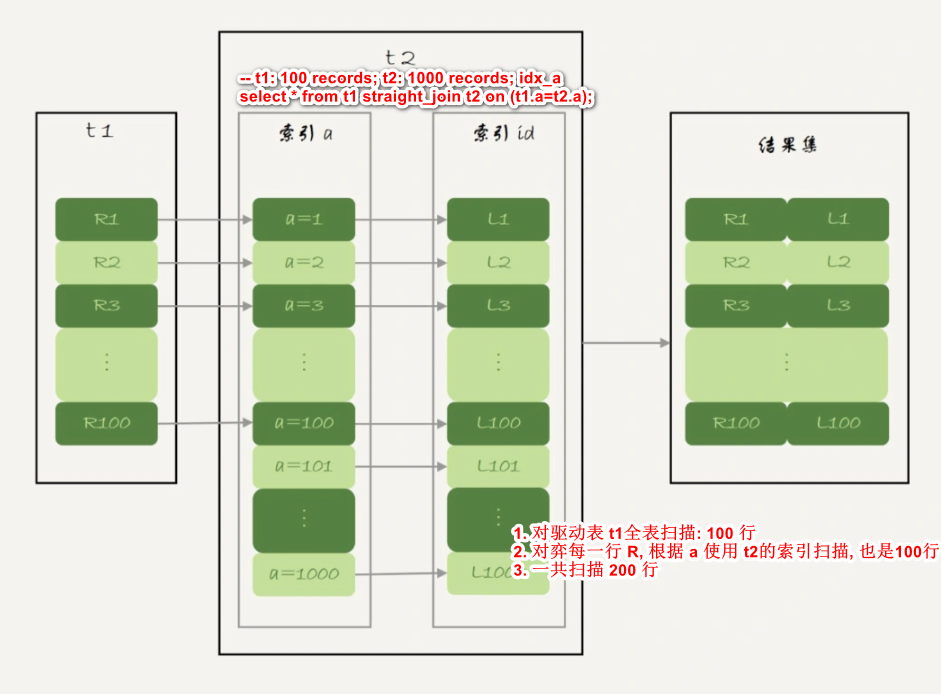 t2
-- t1: 100 records; t2: 1000 records; idx_a
select * from t1 straight_join t2 on (t1.a=t2.a);
t1
R1
R2
R3
⋮
R100
索引 a
a=1
a=2
a=3
⋮
a=100
a=101
⋮
a=1000
索引 id
L1
L2
L3
⋮
L100
L101
⋮
结果集
R1 L1
R2 L2
R3 L3
⋮
R100 L100
1. 对驱动表 t1全表扫描: 100 行
2. 对弈每一行 R, 根据 a 使用 t2的索引扫描, 也是100行
3. 一共扫描 200 行